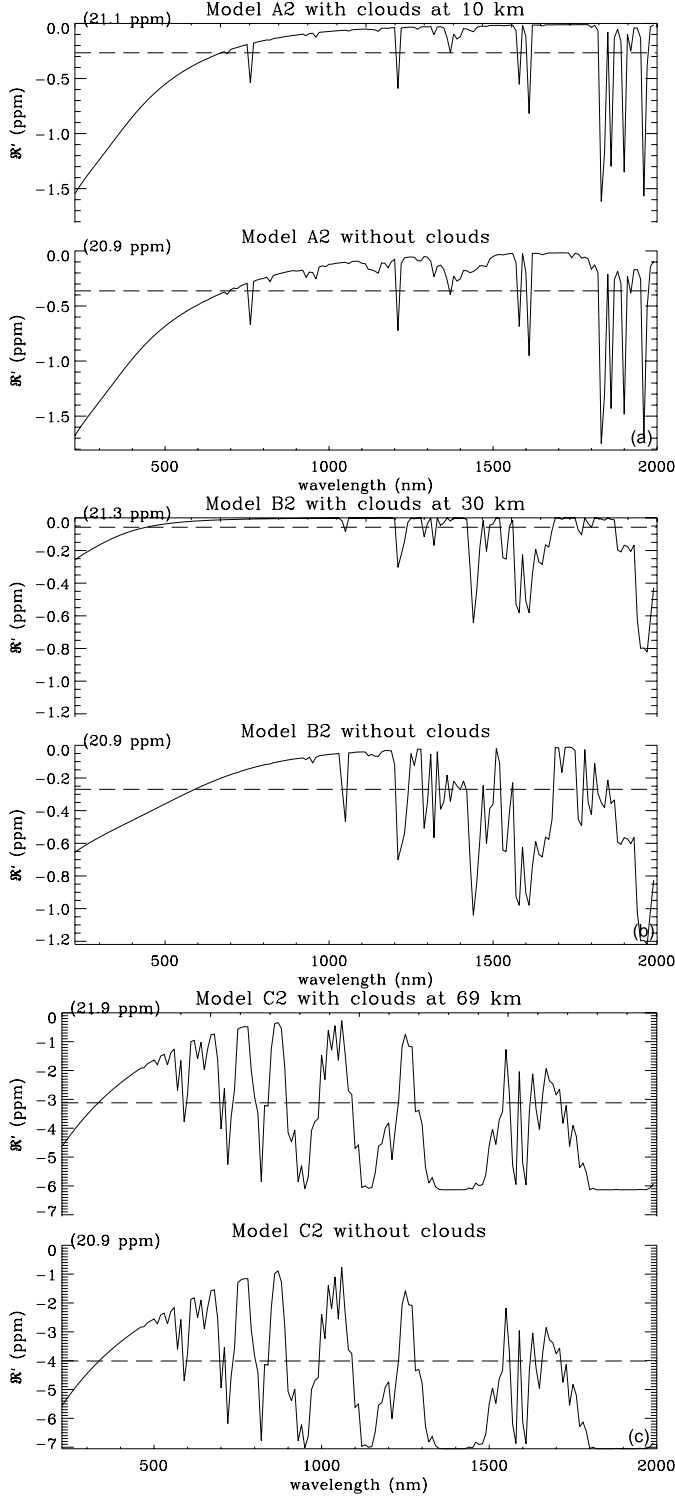 Model A2 with clouds at 10 km
(21.1 ppm)
0.0
−0.5
−1.0
−1.5
ℜ' (ppm)
Model A2 without clouds
(20.9 ppm)
0.0
−0.5
−1.0
−1.5
ℜ' (ppm)
(a)
500 1000 1500 2000
wavelength (nm)
Model B2 with clouds at 30 km
(21.3 ppm)
0.0
−0.2
−0.4
−0.6
−0.8
−1.0
−1.2
ℜ' (ppm)
Model B2 without clouds
(20.9 ppm)
0.0
−0.2
−0.4
−0.6
−0.8
−1.0
−1.2
ℜ' (ppm)
(b)
500 1000 1500 2000
wavelength (nm)
Model C2 with clouds at 69 km
(21.9 ppm)
0
−1
−2
−3
−4
−5
−6
−7
ℜ' (ppm)
Model C2 without clouds
(20.9 ppm)
0
−1
−2
−3
−4
−5
−6
−7
ℜ' (ppm)
(c)
500 1000 1500 2000
wavelength (nm)